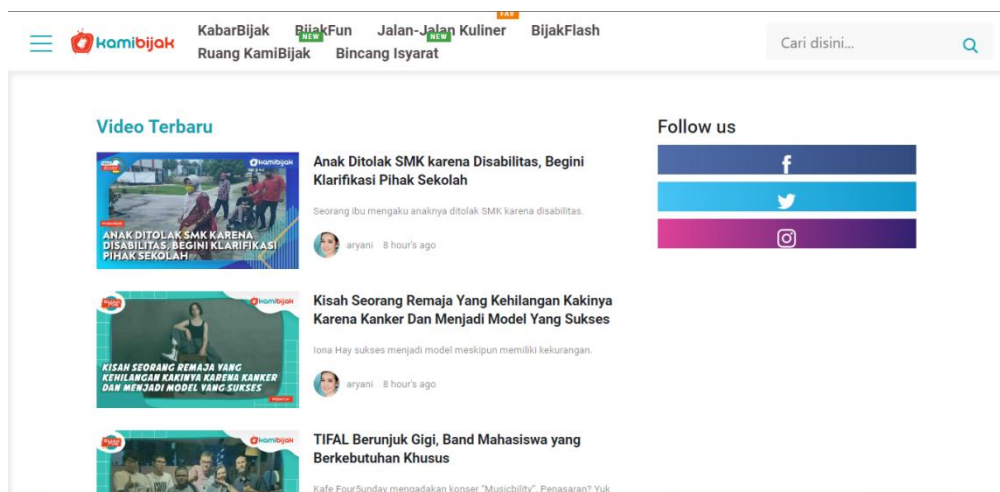 FAV
KabarBijak BijakFun Jalan-Jalan Kuliner BijakFlash
NEW NEW
kamibijak
Ruang KamiBijak Bincang Isyarat
Cari disini...
Video Terbaru
Follow us
kamibijak
ANAK DITOLAK SMK KARENA
DISABILITAS, BEGINI KLARIFIKASI
PIHAK SEKOLAH
Anak Ditolak SMK karena Disabilitas, Begini
Klarifikasi Pihak Sekolah
Seorang ibu mengaku anaknya ditolak SMK karena disabilitas.
aryani 8 hour's ago
kamibijak
KISAH SEORANG REMAJA YANG
KEHILANGAN KAKINYA KARENA KANKER
DAN MENJADI MODEL YANG SUKSES
Kisah Seorang Remaja Yang Kehilangan Kakinya
Karena Kanker Dan Menjadi Model Yang Sukses
Iona Hay sukses menjadi model meskipun memiliki kekurangan.
aryani 8 hour's ago
kamibijak
TIFAL Berunjuk Gigi, Band Mahasiswa yang
Berkebutuhan Khusus
Kafe FourSunday mengadakan konser "Musicbility". Penasaran? Yuk